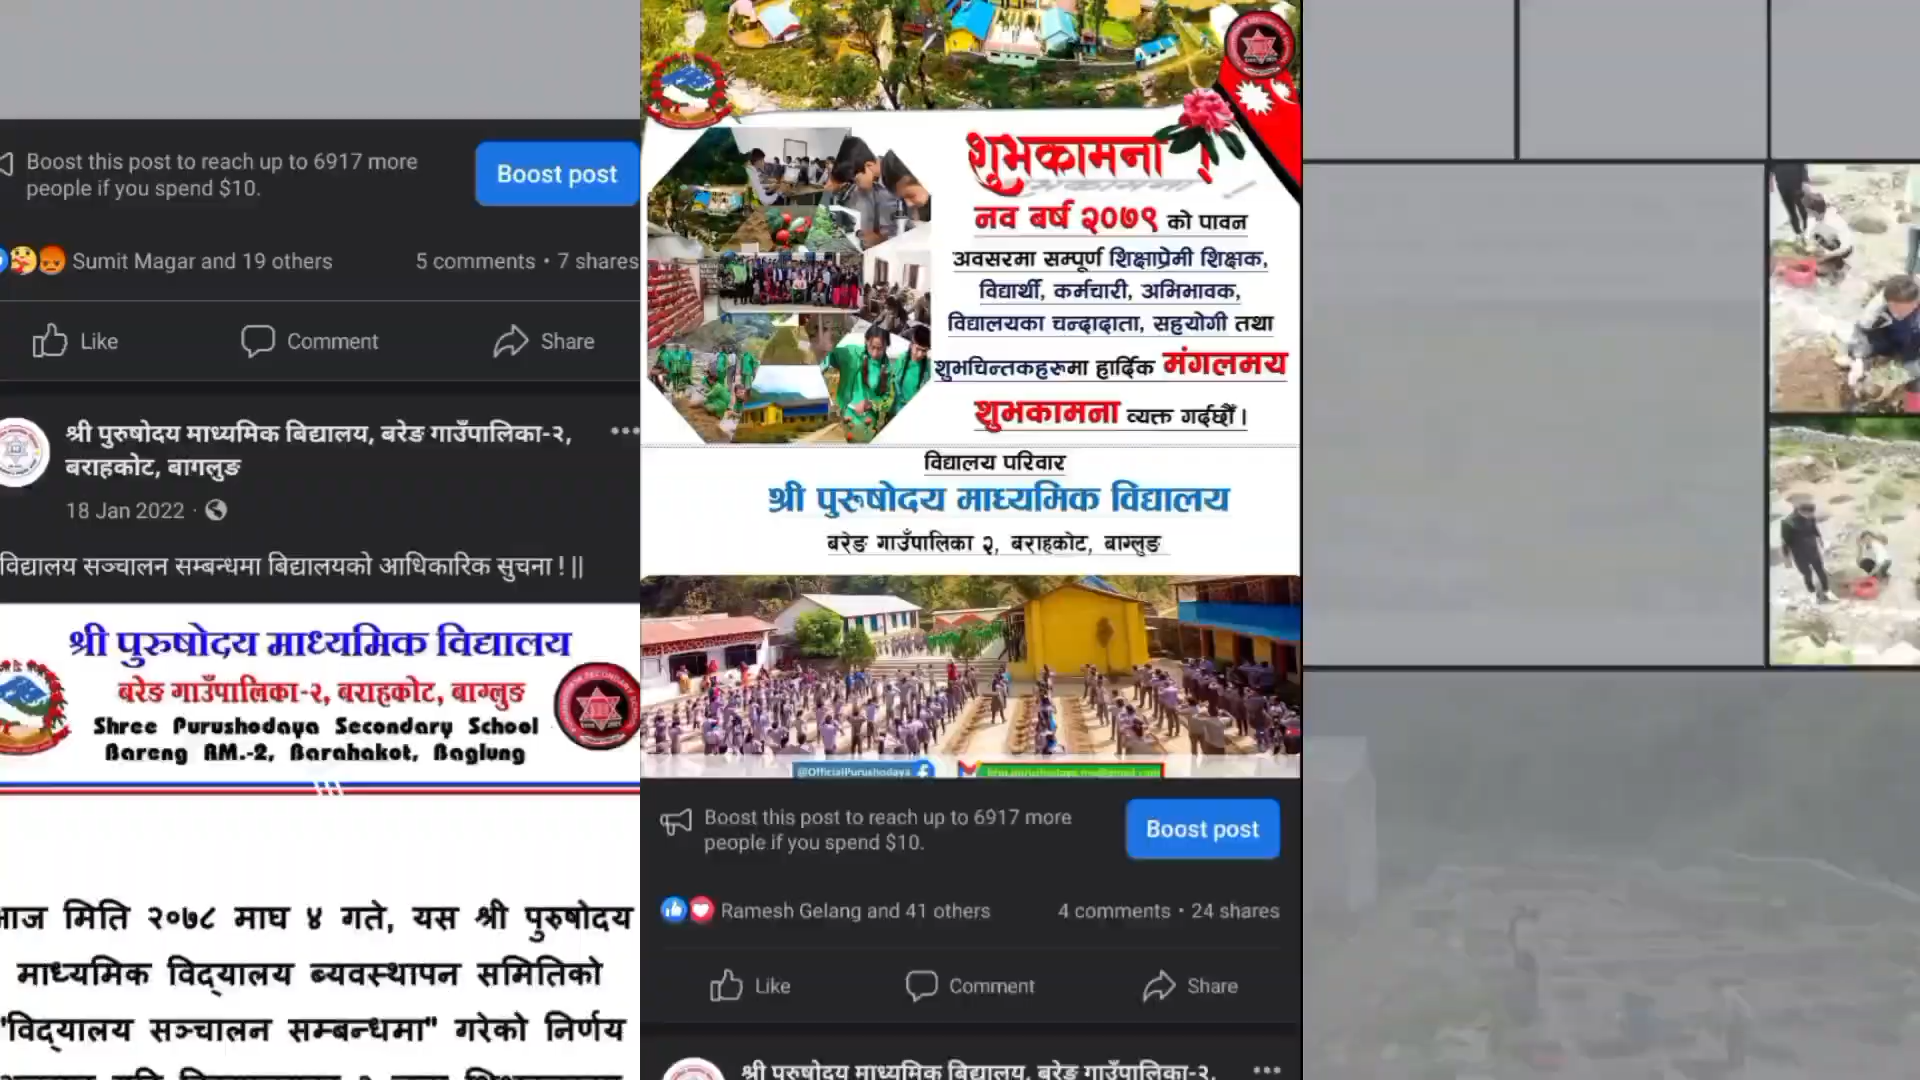 Boost this post to reach up to 6917 more
people if you spend $10.
Boost post
Sumit Magar and 19 others
5 comments • 7 shares
Like
Comment
Share
श्री पुरुषोदय माध्यमिक बिद्यालय, बरेङ गाउँपालिका-२,
बराहकोट, बागलुङ
18 Jan 2022
विद्यालय सञ्चालन सम्बन्धमा बिद्यालयको आधिकारिक सुचना ! ||
श्री पुरुषोदय माध्यमिक विद्यालय
बरेङ गाउँपालिका-२, बराहकोट, बाग्लुङ
Shree Purushodaya Secondary School
Bareng RM.-2, Barahakot, Baglung
मिति २०७८ माघ ४ गते, यस श्री पुरुषोदय
माध्यमिक विद्यालय ब्यवस्थापन समितिको
"विद्यालय सञ्चालन सम्बन्धमा" गरेको निर्णय
शुभकामना !
नव बर्ष २०७९ को पावन
अवसरमा सम्पूर्ण शिक्षाप्रेमी शिक्षक,
विद्यार्थी, कर्मचारी, अभिभावक,
विद्यालयका चन्दादाता, सहयोगी तथा
शुभचिन्तकहरुमा हार्दिक मंगलमय
शुभकामना व्यक्त गर्दछौँ।
विद्यालय परिवार
श्री पुरुषोदय माध्यमिक विद्यालय
बरेङ गाउँपालिका २, बराहकोट, बाग्लुङ
@OfficialPurushodaya
Boost this post to reach up to 6917 more
people if you spend $10.
Boost post
Ramesh Gelang and 41 others
4 comments • 24 shares
Like
Comment
Share
श्री पुरुषोदय माध्यमिक बिद्यालय, बरेङ गाउँपालिका-२,